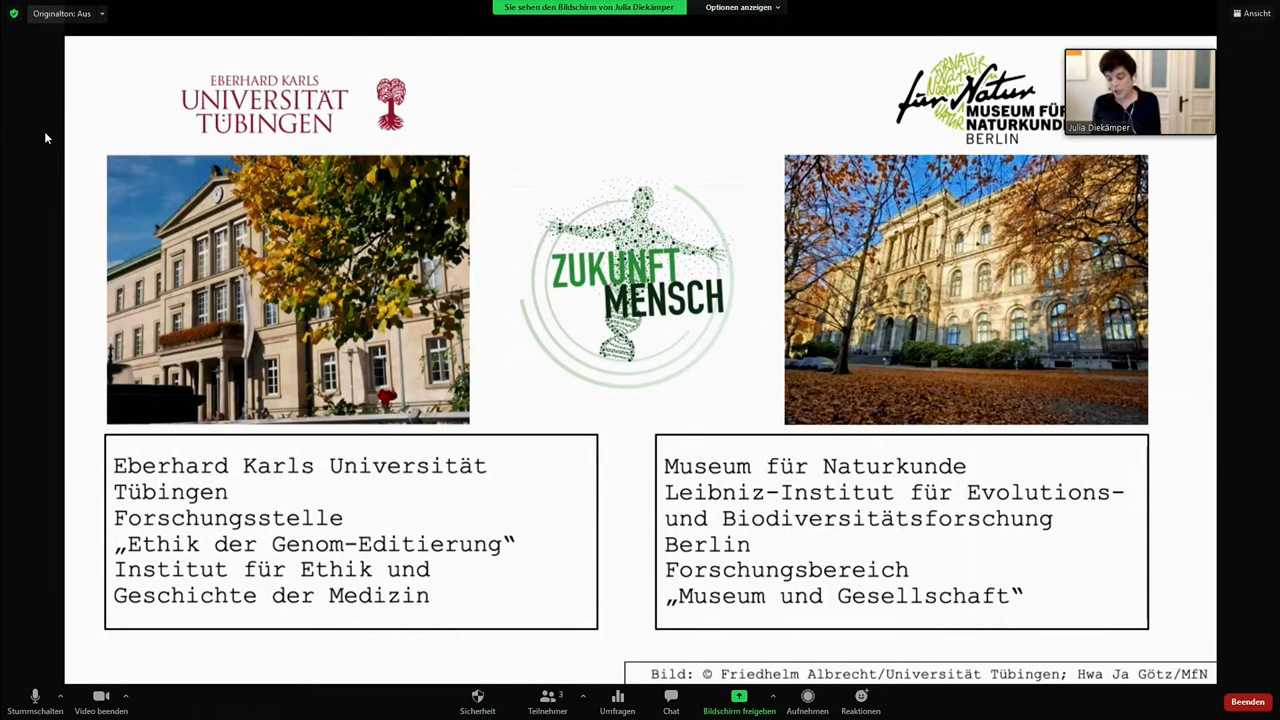 Originalton: Aus
Sie sehen den Bildschirm von Julia Diekämper
Optionen anzeigen
Ansicht
EBERHARD KARLS
UNIVERSITÄT
TÜBINGEN
für Natur
MUSEUM FÜR
NATURKUNDE
BERLIN
Julia Diekämper
ZUKUNFT
MENSCH
Eberhard Karls Universität
Tübingen
Forschungsstelle
„Ethik der Genom-Editierung“
Institut für Ethik und
Geschichte der Medizin
Museum für Naturkunde
Leibniz-Institut für Evolutions-
und Biodiversitätsforschung
Berlin
Forschungsbereich
„Museum und Gesellschaft“
Bild: © Friedhelm Albrecht/Universität Tübingen; Hwa Ja Götz/MfN
Stummschalten
Video beenden
Sicherheit
Teilnehmer
3
Umfragen
Chat
Bildschirm freigeben
Aufnehmen
Reaktionen
Beenden